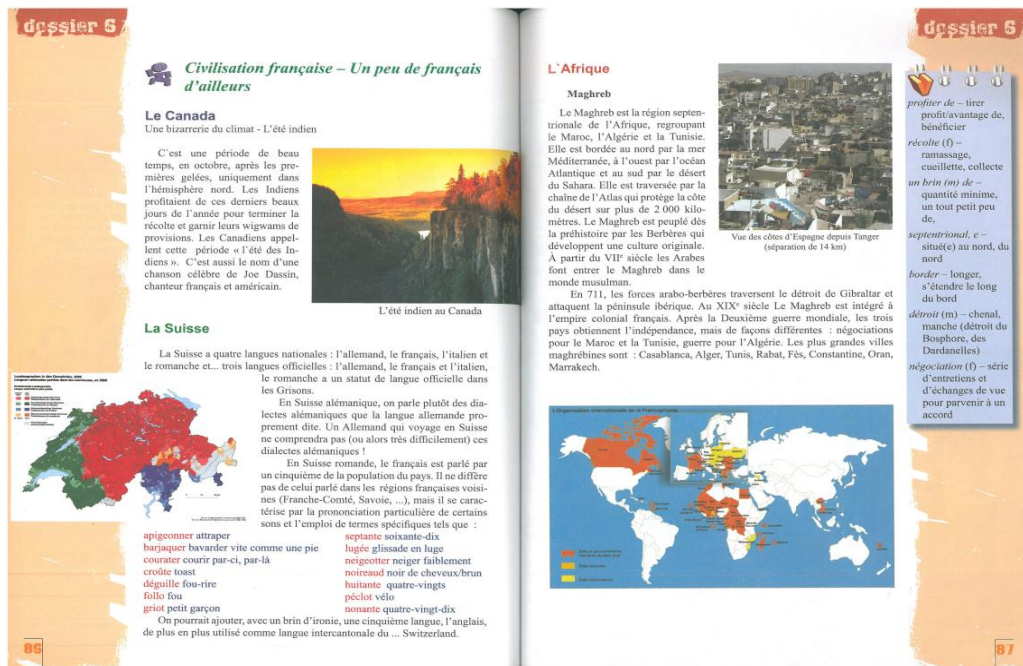 dossier 6
Civilisation française – Un peu de français
d'ailleurs
Le Canada
Une bizarrerie du climat - L'été indien
C'est une période de beau
temps, en octobre, après les pre-
mières gelées, uniquement dans
l'hémisphère nord. Les Indiens
profitaient de ces derniers beaux
jours de l'année pour terminer la
récolte et garnir leurs wigwams de
provisions. Les Canadiens appel-
lent cette période « l'été des In-
diens ». C'est aussi le nom d'une
chanson célèbre de Joe Dassin,
chanteur français et américain.
L'été indien au Canada
La Suisse
La Suisse a quatre langues nationales : l'allemand, le français, l'italien et
le romanche et... trois langues officielles : l'allemand, le français et l'italien,
le romanche a un statut de langue officielle dans
les Grisons.
En Suisse alémanique, on parle plutôt des dia-
lectes alémaniques que la langue allemande pro-
prement dite. Un Allemand qui voyage en Suisse
ne comprendra pas (ou alors très difficilement) ces
dialectes alémaniques !
En Suisse romande, le français est parlé par
un cinquième de la population du pays. Il ne diffère
pas de celui parlé dans les régions françaises voisi-
nes (Franche-Comté, Savoie, ...), mais il se carac-
térise par la prononciation particulière de certains
sons et l'emploi de termes spécifiques tels que :
apigeonner attraper
barjaquer bavarder vite comme une pie
courater courir par-ci, par-là
croûte toast
déguille fou-rire
follo fou
griot petit garçon
septante soixante-dix
lugée glissade en luge
neigeotter neiger faiblement
noireaud noir de cheveux/brun
huitante quatre-vingts
péclot vélo
nonante quatre-vingt-dix
On pourrait ajouter, avec un brin d'ironie, une cinquième langue, l'anglais,
de plus en plus utilisé comme langue intercantonale du ... Switzerland.
86
dossier 6
L`Afrique
Maghreb
Le Maghreb est la région septen-
trionale de l'Afrique, regroupant
le Maroc, l'Algérie et la Tunisie.
Elle est bordée au nord par la mer
Méditerranée, à l'ouest par l'océan
Atlantique et au sud par le désert
du Sahara. Elle est traversée par la
chaîne de l'Atlas qui protège la côte
du désert sur plus de 2 000 kilo-
mètres. Le Maghreb est peuplé dès
la préhistoire par les Berbères qui
développent une culture originale.
À partir du VIIe siècle les Arabes
font entrer le Maghreb dans le
monde musulman.
Vue des côtes d'Espagne depuis Tanger
(séparation de 14 km)
En 711, les forces arabo-berbères traversent le détroit de Gibraltar et
attaquent la péninsule ibérique. Au XIXe siècle Le Maghreb est intégré à
l'empire colonial français. Après la Deuxième guerre mondiale, les trois
pays obtiennent l'indépendance, mais de façons différentes : négociations
pour le Maroc et la Tunisie, guerre pour l'Algérie. Les plus grandes villes
maghrébines sont : Casablanca, Alger, Tunis, Rabat, Fès, Constantine, Oran,
Marrakech.
L'Organisation internationale de la Francophonie
profiter de – tirer
profit/avantage de,
bénéficier
récolte (f) –
ramassage,
cueillette, collecte
un brin (m) de –
quantité minime,
un tout petit peu
de,
septentrional, e –
situé(e) au nord, du
nord
border – longer,
s'étendre le long
du bord
détroit (m) – chenal,
manche (détroit du
Bosphore, des
Dardanelles)
négociation (f) – série
d'entretiens et
d'échanges de vue
pour parvenir à un
accord
87